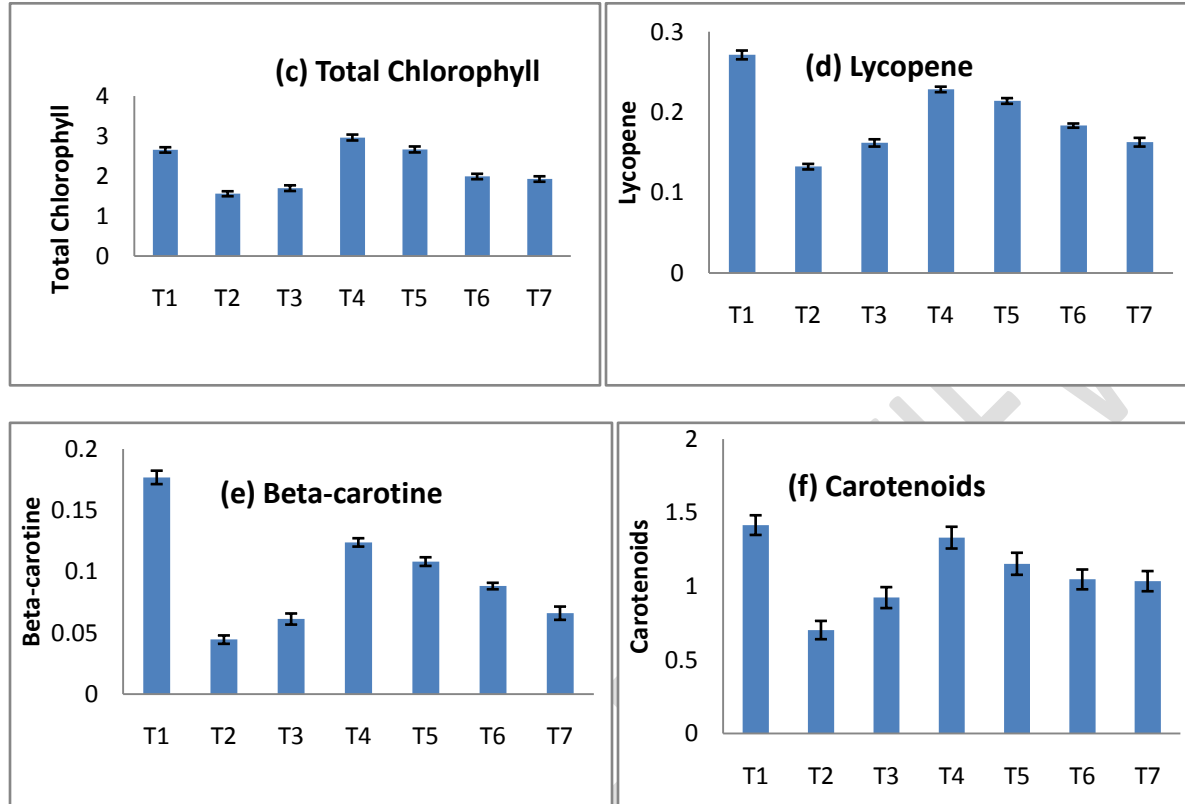 (c) Total Chlorophyll
Total Chlorophyll
4
3
2
1
0
T1 T2 T3 T4 T5 T6 T7
(d) Lycopene
Lycopene
0.3
0.2
0.1
0
T1 T2 T3 T4 T5 T6 T7
(e) Beta-carotine
Beta-carotine
0.2
0.15
0.1
0.05
0
T1 T2 T3 T4 T5 T6 T7
(f) Carotenoids
Carotenoids
2
1.5
1
0.5
0
T1 T2 T3 T4 T5 T6 T7